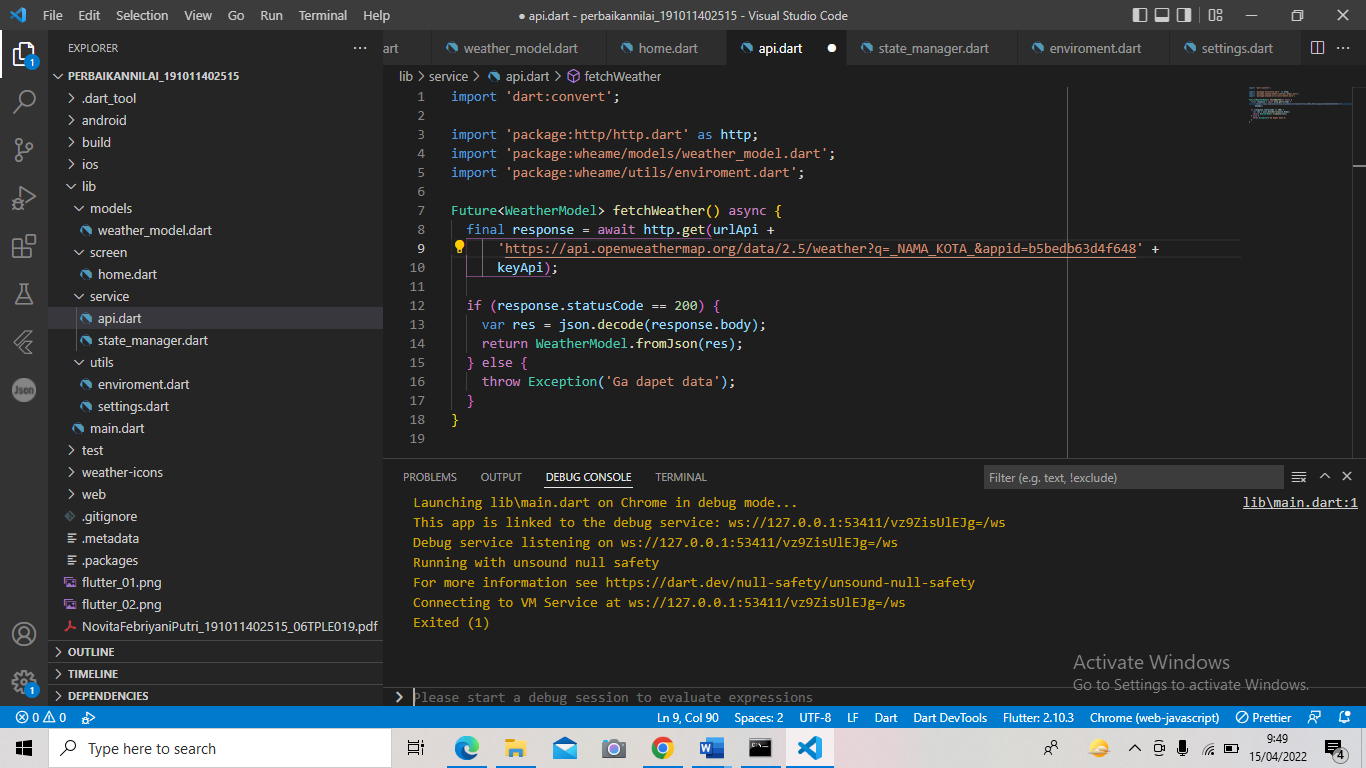 File Edit Selection View Go Run Terminal Help
● api.dart - perbaikannilai_191011402515 - Visual Studio Code
EXPLORER
PERBAIKANNILAI_191011402515
.dart_tool
android
build
ios
lib
models
weather_model.dart
screen
home.dart
service
api.dart
state_manager.dart
utils
enviroment.dart
settings.dart
main.dart
test
weather-icons
web
.gitignore
.metadata
.packages
flutter_01.png
flutter_02.png
NovitaFebriyaniPutri_191011402515_06TPLE019.pdf
OUTLINE
TIMELINE
DEPENDENCIES
1
Json
1
art weather_model.dart home.dart api.dart ● state_manager.dart enviroment.dart settings.dart
lib > service > api.dart > fetchWeather
1 import 'dart:convert';
2
3 import 'package:http/http.dart' as http;
4 import 'package:wheame/models/weather_model.dart';
5 import 'package:wheame/utils/enviroment.dart';
6
7 Future<WeatherModel> fetchWeather() async {
8 final response = await http.get(urlApi +
9 'https://api.openweathermap.org/data/2.5/weather?q=_NAMA_KOTA_&appid=b5bedb63d4f648' +
10 keyApi);
11
12 if (response.statusCode == 200) {
13 var res = json.decode(response.body);
14 return WeatherModel.fromJson(res);
15 } else {
16 throw Exception('Ga dapet data');
17 }
18 }
19
PROBLEMS OUTPUT DEBUG CONSOLE TERMINAL Filter (e.g. text, !exclude)
Launching lib\main.dart on Chrome in debug mode... lib\main.dart:1
This app is linked to the debug service: ws://127.0.0.1:53411/vz9ZisUlEJg=/ws
Debug service listening on ws://127.0.0.1:53411/vz9ZisUlEJg=/ws
Running with unsound null safety
For more information see https://dart.dev/null-safety/unsound-null-safety
Connecting to VM Service at ws://127.0.0.1:53411/vz9ZisUlEJg=/ws
Exited (1)
Activate Windows
Go to Settings to activate Windows.
Please start a debug session to evaluate expressions
0 0 Ln 9, Col 90 Spaces: 2 UTF-8 LF Dart Dart DevTools Flutter: 2.10.3 Chrome (web-javascript) Prettier
Type here to search
9:49
15/04/2022
4